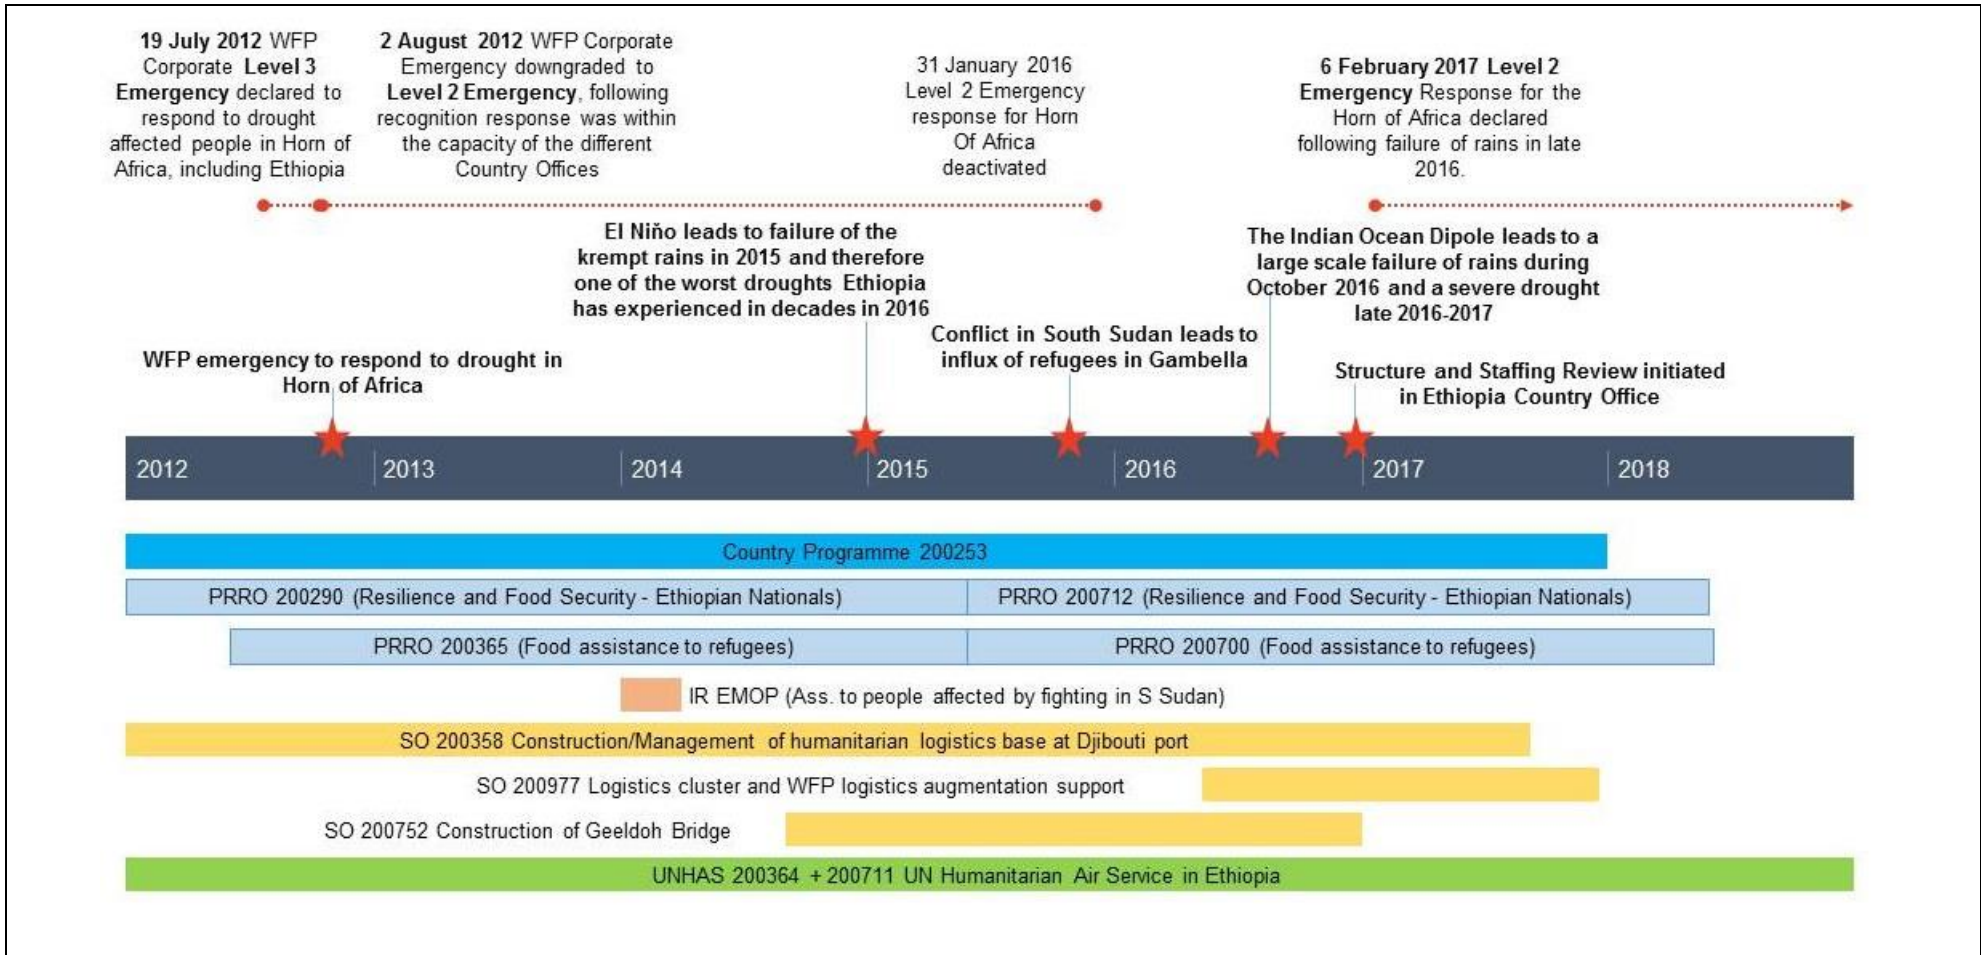 19 July 2012 WFP
Corporate Level 3
Emergency declared to
respond to drought
affected people in Horn of
Africa, including Ethiopia
2 August 2012 WFP Corporate
Emergency downgraded to
Level 2 Emergency, following
recognition response was within
the capacity of the different
Country Offices
31 January 2016
Level 2 Emergency
response for Horn
Of Africa
deactivated
6 February 2017 Level 2
Emergency Response for the
Horn of Africa declared
following failure of rains in late
2016.
El Niňo leads to failure of the
krempt rains in 2015 and therefore
one of the worst droughts Ethiopia
has experienced in decades in 2016
The Indian Ocean Dipole leads to a
large scale failure of rains during
October 2016 and a severe drought
late 2016-2017
WFP emergency to respond to drought in
Horn of Africa
Conflict in South Sudan leads to
influx of refugees in Gambella
Structure and Staffing Review initiated
in Ethiopia Country Office
2012 2013 2014 2015 2016 2017 2018
Country Programme 200253
PRRO 200290 (Resilience and Food Security - Ethiopian Nationals) PRRO 200712 (Resilience and Food Security - Ethiopian Nationals)
PRRO 200365 (Food assistance to refugees) PRRO 200700 (Food assistance to refugees)
IR EMOP (Ass. to people affected by fighting in S Sudan)
SO 200358 Construction/Management of humanitarian logistics base at Djibouti port
SO 200977 Logistics cluster and WFP logistics augmentation support
SO 200752 Construction of Geeldoh Bridge
UNHAS 200364 + 200711 UN Humanitarian Air Service in Ethiopia